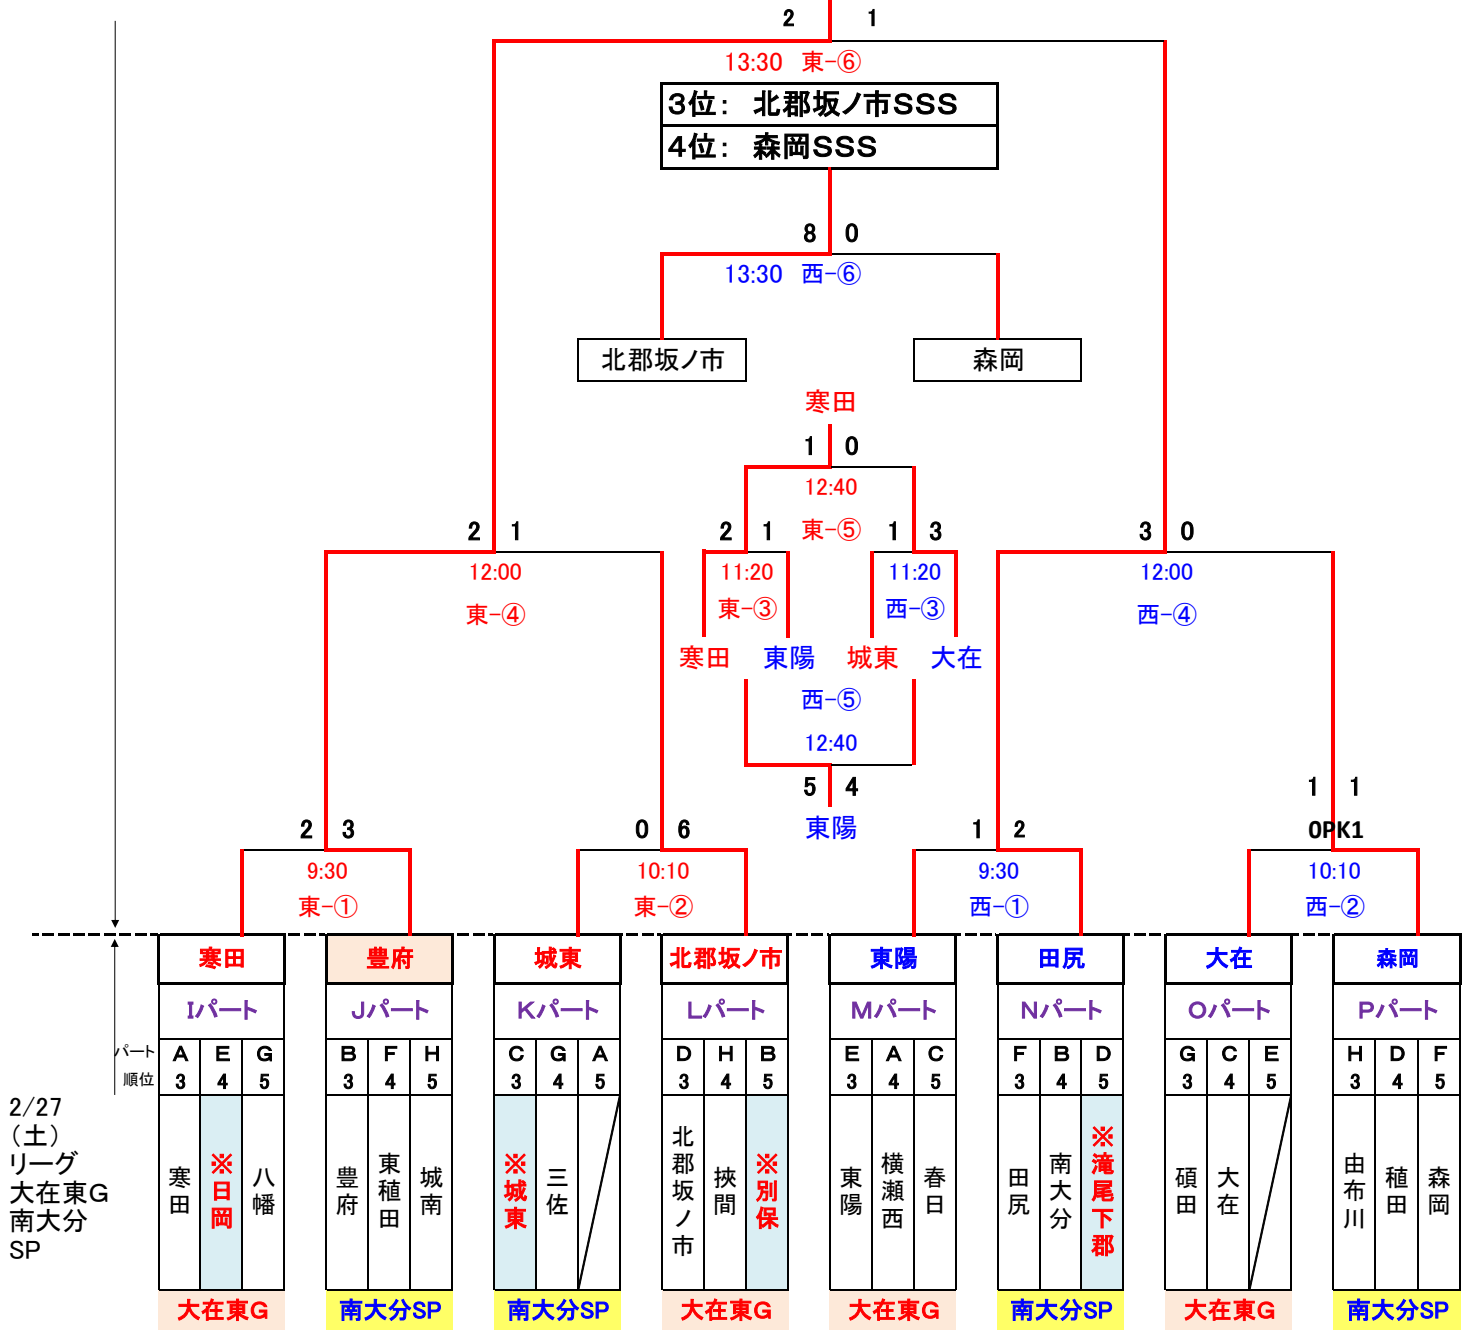 2 1
13:30 東-⑥
3位： 北郡坂ノ市SSS
4位： 森岡SSS
8 0
13:30 西-⑥
北郡坂ノ市 森岡
寒田
1 0
12:40
東-⑤
2 1 2 1 1 3 3 0
12:00 11:20 11:20 12:00
東-④ 東-③ 西-③ 西-④
寒田 東陽 城東 大在
西-⑤
12:40
5 4
東陽
1 1
2 3 0 6 1 2 0PK1
9:30 10:10 9:30 10:10
東-① 東-② 西-① 西-②
寒田 豊府 城東 北郡坂ノ市 東陽 田尻 大在 森岡
Iパート Jパート Kパート Lパート Mパート Nパート Oパート Pパート
パート A E G B F H C G A D H B E A C F B D G C E H D F
順位 3 4 5 3 4 5 3 4 5 3 4 5 3 4 5 3 4 5 3 4 5 3 4 5
2/27
（土）
リーグ
大在東G
南大分
SP
寒田
※日岡
八幡
豊府
東稙田
城南
※城東
三佐
北郡坂ノ市
挾間
※別保
東陽
横瀬西
春日
田尻
南大分
※滝尾下郡
碩田
大在
由布川
稙田
森岡
大在東G 南大分SP 南大分SP 大在東G 大在東G 南大分SP 大在東G 南大分SP